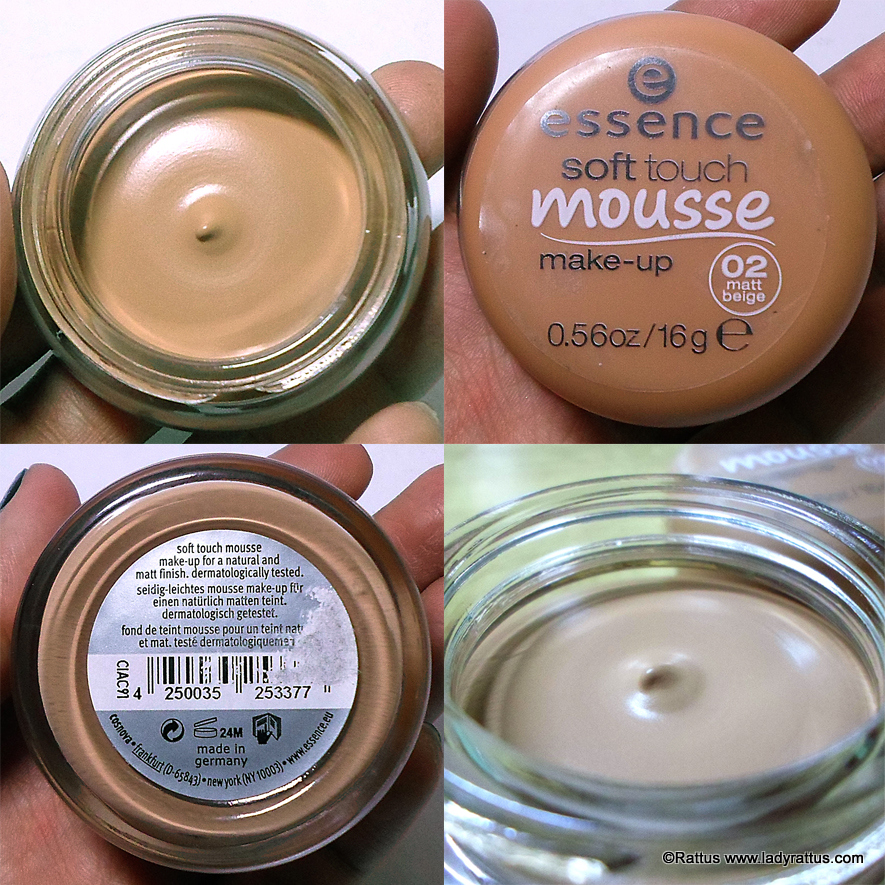 e
essence
soft touch
mousse
make-up
02
matt
beige
0.56oz/16g e
soft touch mousse
make-up for a natural and
matt finish. dermatologically tested.
seidig-leichtes mousse make-up für
einen natürlich matten teint.
dermatologisch getestet.
fond de teint mousse pour un teint
et mat. testé
CIAC91
4 250035 253377
24M
made in
germany
cosnova • frankfurt (D-65843) • new york (NY 10003) • www.essence.eu
mousse
©Rattus www.ladyrattus.com